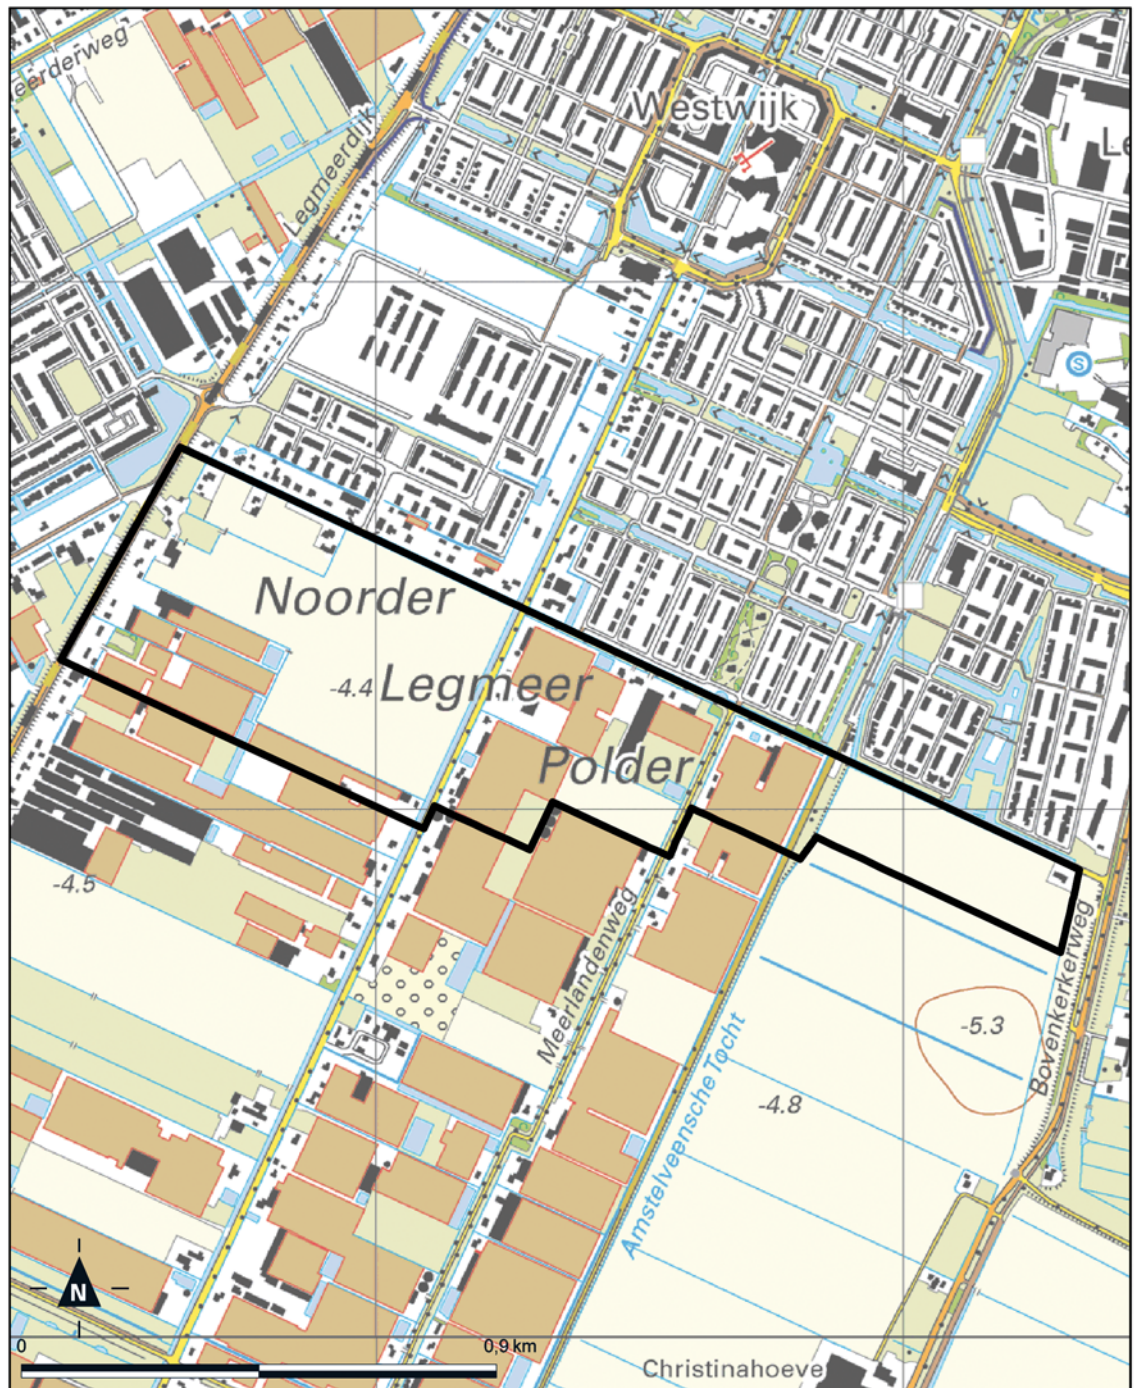 eerderweg
Legmeerdijk
Westwijk
m
Le
S
Noorder
-4.4 Legmeer
Polder
-4.5
Meerlandenweg
Bovenkerkerweg
-5.3
-4.8
Amstelveensche Tocht
N
0 0,9 km
Christinahoeve